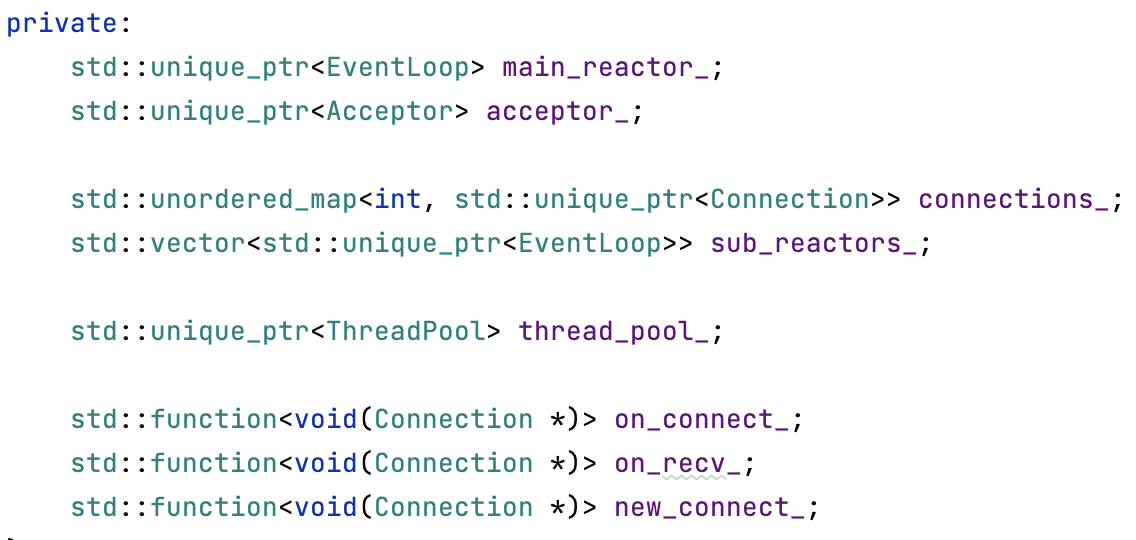 private:
    std::unique_ptr<EventLoop> main_reactor_;
    std::unique_ptr<Acceptor> acceptor_;
    std::unordered_map<int, std::unique_ptr<Connection>> connections_;
    std::vector<std::unique_ptr<EventLoop>> sub_reactors_;
    std::unique_ptr<ThreadPool> thread_pool_;
    std::function<void(Connection *)> on_connect_;
    std::function<void(Connection *)> on_recv_;
    std::function<void(Connection *)> new_connect_;